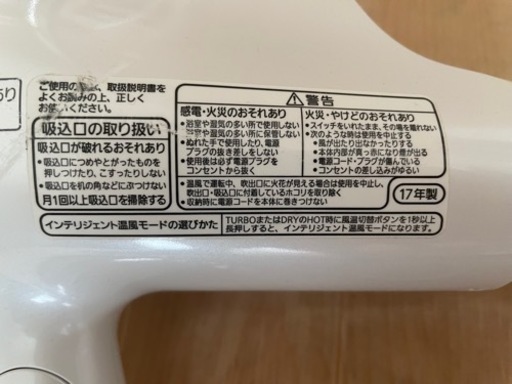 あり
ご使用の
取扱説明書を
よくお読みの上、正しく
お使いください。
吸込口の取り扱い
吸込口が破れるおそれあり
・吸込口につめやとがったものを
押しつけたり、こすったりしない
・吸込口を机の角などにぶつけない
月1回以上吸込口を掃除する
⚠警告
感電・火災のおそれあり
・浴室や湿気の多い所で使用しない
・浴室や湿気の多い所に保管しない
・ぬれた手で使用したり、電源
プラグの抜き差しをしない
・使用後は必ず電源プラグを
コンセントから抜く
火災・やけどのおそれあり
・スイッチをいれたまま、その場を離れない
・次のような時は使用を中止する
・風が出たり出なかったりする
・本体内部が真っ赤になり煙が出る
・電源コード・プラグが傷んでいる
・コンセントの差し込みがゆるい
・温風で運転中、吹出口に火花が見える場合は使用を中止し、
吹出口・吸込口に付着しているホコリを取り除く
・収納時に電源コードを本体に巻きつけない
17年製
インテリジェント温風モードの選びかた
TURBOまたはDRYのHOT時に風温切替ボタンを1秒以上
長押しすると、インテリジェント温風モードになります。